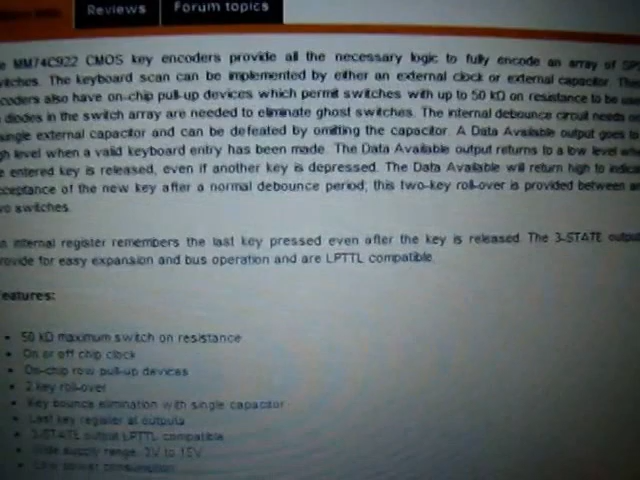 Reviews Forum topics
MM74C922 CMOS key encoders provide all the necessary logic to fully encode an array of
The keyboard scan can be implemented by either an external clock or external capacitor.
also have on-chip pull-up devices which permit switches with up to 50 kD on resistance to be
diodes in the switch array are needed to eliminate ghost switches. The internal debounce circuit needs
external capacitor and can be defeated by omitting the capacitor. A Data Available output goes
level when a valid keyboard entry has been made. The Data Available output returns to a low level
entered key is released, even if another key is depressed. The Data Available will return high to
of the new key after a normal debounce period; this two-key roll-over is provided between
switches.
internal register remembers the last key pressed even after the key is released. The 3-STATE
for easy expansion and bus operation and are LPTTL compatible.
50 kD maximum switch on resistance
On or off chip clock
On-chip row pull-up devices
2 key roll-over
Key bounce elimination with single capacitor
Last key register at outputs
3-STATE output LPTTL compatible
Wide supply range: 3V to 15V
Low power consumption